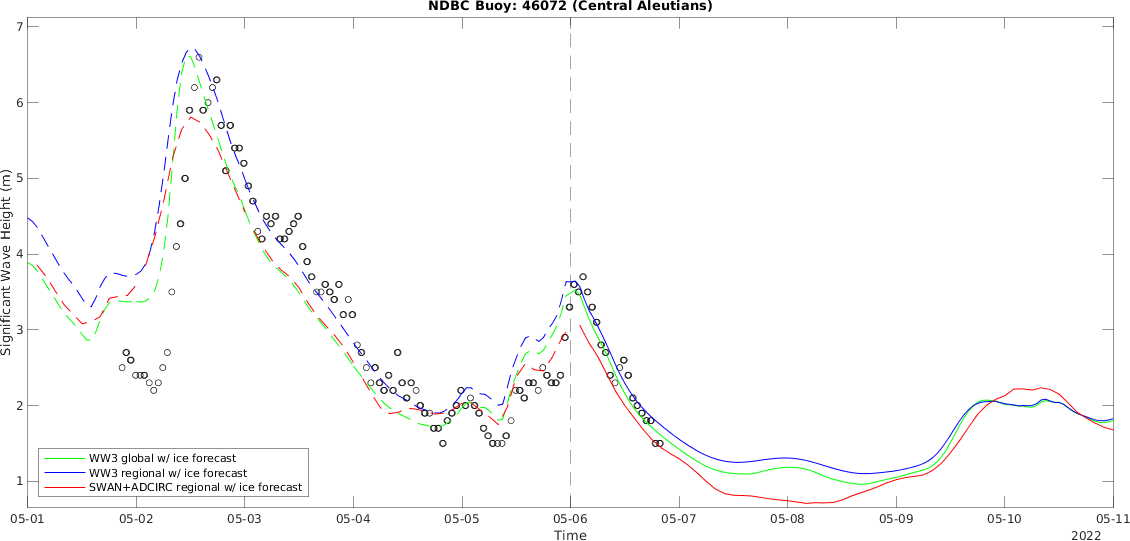 NDBC Buoy: 46072 (Central Aleutians)
7
6
5
4
3
2
1
Significant Wave Height (m)
WW3 global w/ ice forecast
WW3 regional w/ ice forecast
SWAN+ADCIRC regional w/ ice forecast
05-01 05-02 05-03 05-04 05-05 05-06 05-07 05-08 05-09 05-10 05-11
Time
2022